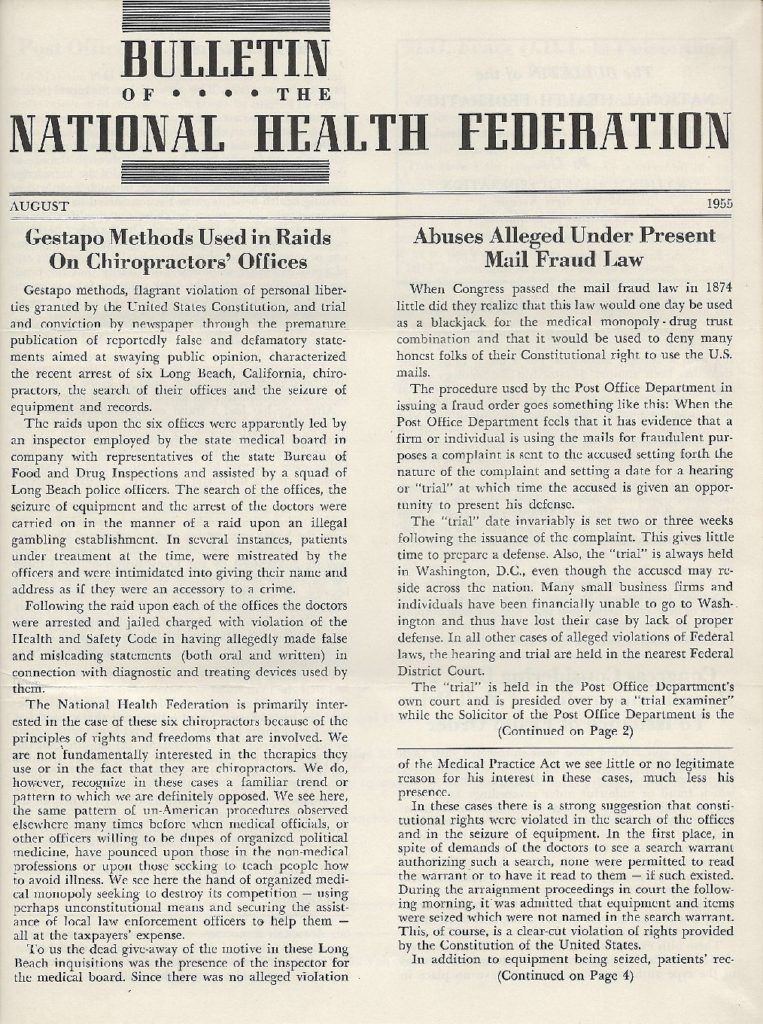 BULLETIN
OF • • • • THE
NATIONAL HEALTH FEDERATION
AUGUST 1955
Gestapo Methods Used in Raids
On Chiropractors' Offices
Gestapo methods, flagrant violation of personal liber-
ties granted by the United States Constitution, and trial
and conviction by newspaper through the premature
publication of reportedly false and defamatory state-
ments aimed at swaying public opinion, characterized
the recent arrest of six Long Beach, California, chiro-
practors, the search of their offices and the seizure of
equipment and records.
The raids upon the six offices were apparently led by
an inspector employed by the state medical board in
company with representatives of the state Bureau of
Food and Drug Inspections and assisted by a squad of
Long Beach police officers. The search of the offices, the
seizure of equipment and the arrest of the doctors were
carried on in the manner of a raid upon an illegal
gambling establishment. In several instances, patients
under treatment at the time, were mistreated by the
officers and were intimidated into giving their name and
address as if they were an accessory to a crime.
Following the raid upon each of the offices the doctors
were arrested and jailed charged with violation of the
Health and Safety Code in having allegedly made false
and misleading statements (both oral and written) in
connection with diagnostic and treating devices used by
them.
The National Health Federation is primarily inter-
ested in the case of these six chiropractors because of the
principles of rights and freedoms that are involved. We
are not fundamentally interested in the therapies they
use or in the fact that they are chiropractors. We do,
however, recognize in these cases a familiar trend or
pattern to which we are definitely opposed. We see here,
the same pattern of un-American procedures observed
elsewhere many times before when medical officials, or
other officers willing to be dupes of organized political
medicine, have pounced upon those in the non-medical
professions or upon those seeking to teach people how
to avoid illness. We see here the hand of organized medi-
cal monopoly seeking to destroy its competition — using
perhaps unconstitutional means and securing the assist-
ance of local law enforcement officers to help them —
all at the taxpayers' expense.
To us the dead give-away of the motive in these Long
Beach inquisitions was the presence of the inspector for
the medical board. Since there was no alleged violation
Abuses Alleged Under Present
Mail Fraud Law
When Congress passed the mail fraud law in 1874
little did they realize that this law would one day be used
as a blackjack for the medical monopoly-drug trust
combination and that it would be used to deny many
honest folks of their Constitutional right to use the U.S.
mails.
The procedure used by the Post Office Department in
issuing a fraud order goes something like this: When the
Post Office Department feels that it has evidence that a
firm or individual is using the mails for fraudulent pur-
poses a complaint is sent to the accused setting forth the
nature of the complaint and setting a date for a hearing
or "trial" at which time the accused is given an oppor-
tunity to present his defense.
The "trial" date invariably is set two or three weeks
following the issuance of the complaint. This gives little
time to prepare a defense. Also, the "trial" is always held
in Washington, D.C., even though the accused may re-
side across the nation. Many small business firms and
individuals have been financially unable to go to Wash-
ington and thus have lost their case by lack of proper
defense. In all other cases of alleged violations of Federal
laws, the hearing and trial are held in the nearest Federal
District Court.
The "trial" is held in the Post Office Department's
own court and is presided over by a "trial examiner"
while the Solicitor of the Post Office Department is the
(Continued on Page 2)
of the Medical Practice Act we see little or no legitimate
reason for his interest in these cases, much less his
presence.
In these cases there is a strong suggestion that consti-
tutional rights were violated in the search of the offices
and in the seizure of equipment. In the first place, in
spite of demands of the doctors to see a search warrant
authorizing such a search, none were permitted to read
the warrant or to have it read to them — if such existed.
During the arraignment proceedings in court the follow-
ing morning, it was admitted that equipment and items
were seized which were not named in the search warrant.
This, of course, is a clear-cut violation of rights provided
by the Constitution of the United States.
In addition to equipment being seized, patients' rec-
(Continued on Page 4)